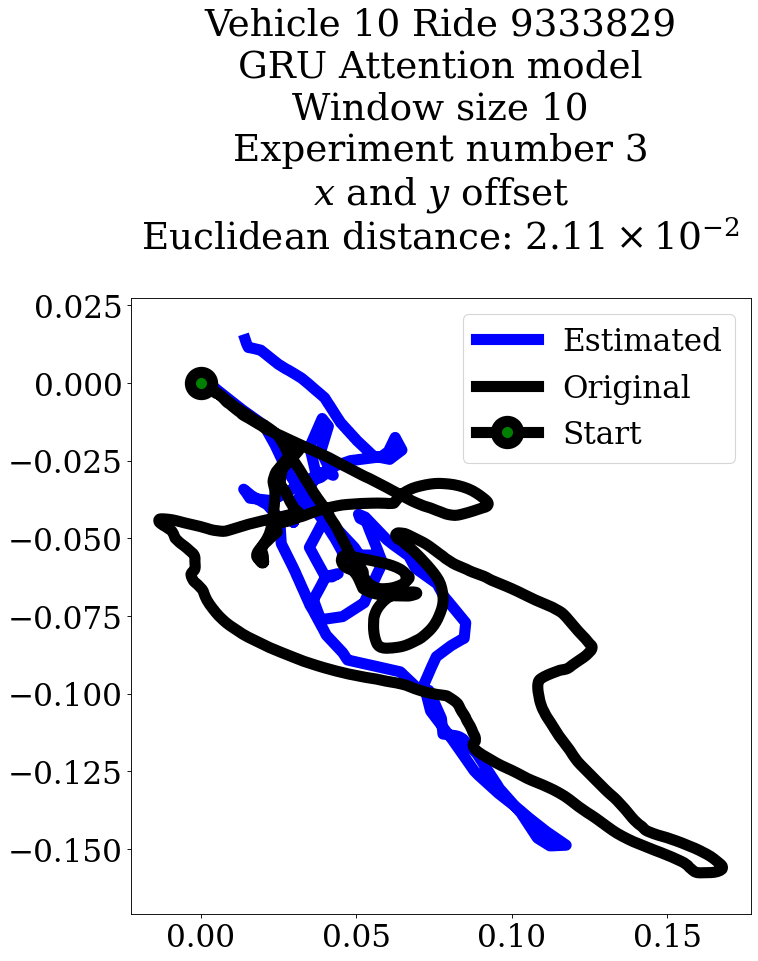 Vehicle 10 Ride 9333829
GRU Attention model
Window size 10
Experiment number 3
x and y offset
Euclidean distance: 2.11 × 10⁻²
0.025
0.000
−0.025
−0.050
−0.075
−0.100
−0.125
−0.150
Estimated
Original
Start
0.00 0.05 0.10 0.15